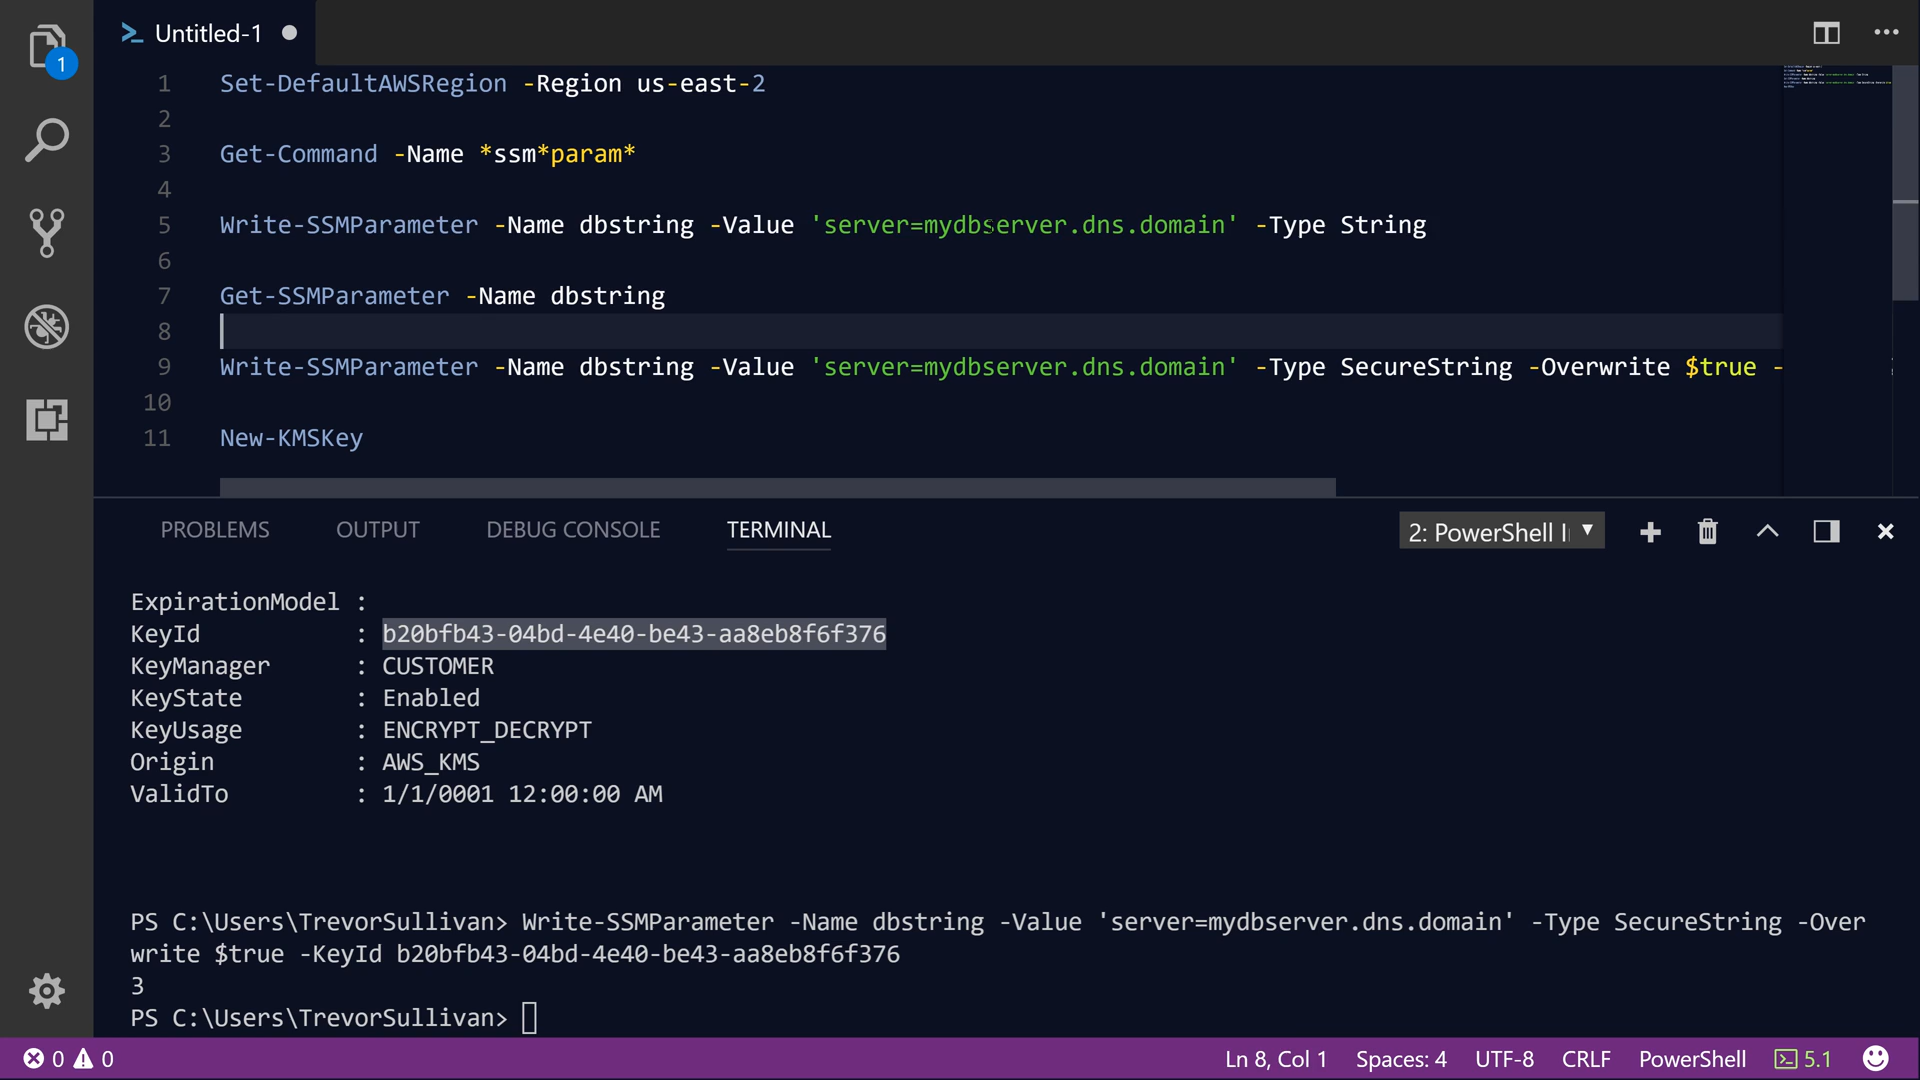 1
Untitled-1
1 Set-DefaultAWSRegion -Region us-east-2
2
3 Get-Command -Name *ssm*param*
4
5 Write-SSMParameter -Name dbstring -Value 'server=mydbserver.dns.domain' -Type String
6
7 Get-SSMParameter -Name dbstring
8
9 Write-SSMParameter -Name dbstring -Value 'server=mydbserver.dns.domain' -Type SecureString -Overwrite $true -
10
11 New-KMSKey
PROBLEMS OUTPUT DEBUG CONSOLE TERMINAL 2: PowerShell I
ExpirationModel :
KeyId : b20bfb43-04bd-4e40-be43-aa8eb8f6f376
KeyManager : CUSTOMER
KeyState : Enabled
KeyUsage : ENCRYPT_DECRYPT
Origin : AWS_KMS
ValidTo : 1/1/0001 12:00:00 AM
PS C:\Users\TrevorSullivan> Write-SSMParameter -Name dbstring -Value 'server=mydbserver.dns.domain' -Type SecureString -Over
write $true -KeyId b20bfb43-04bd-4e40-be43-aa8eb8f6f376
3
PS C:\Users\TrevorSullivan>
0 0 Ln 8, Col 1 Spaces: 4 UTF-8 CRLF PowerShell 5.1